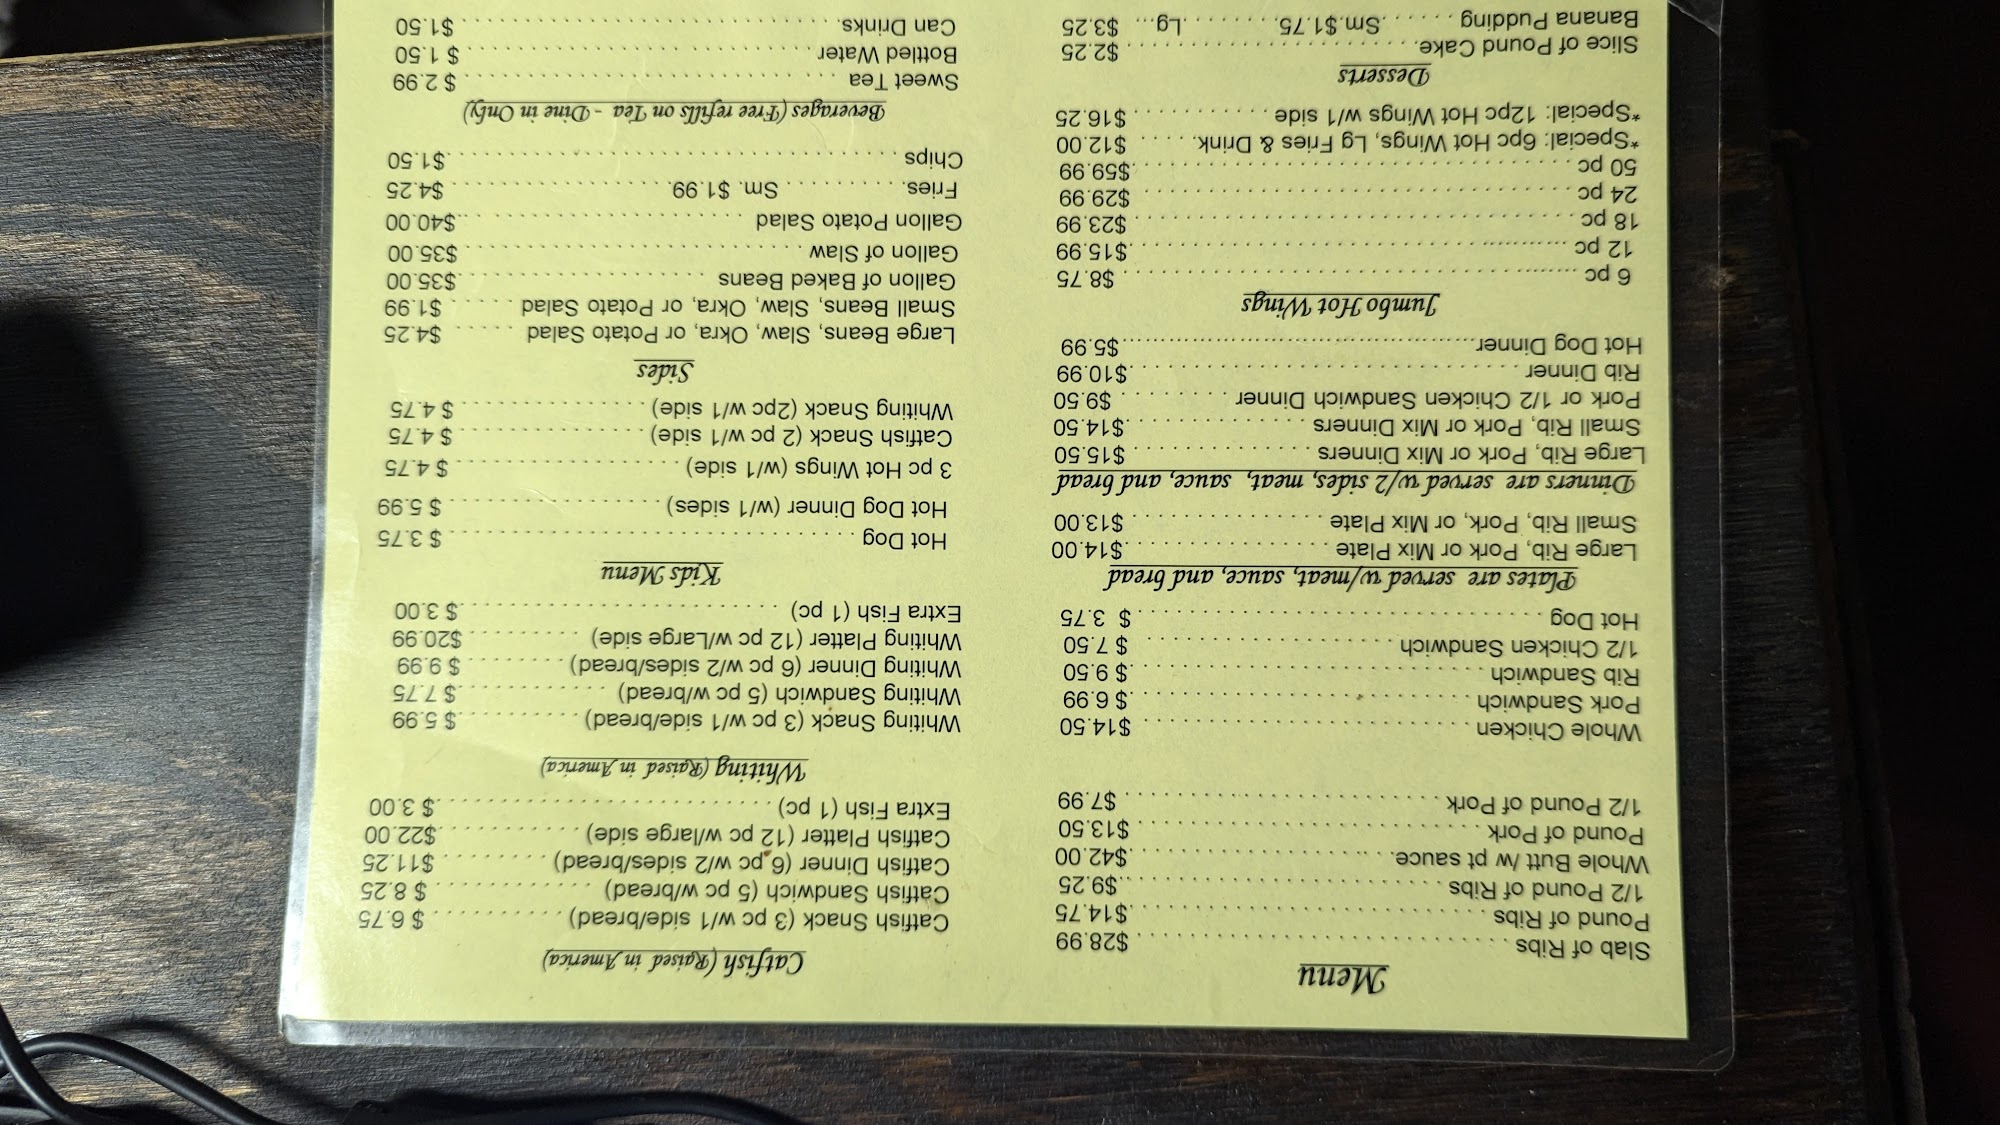 Menu
Slab of Ribs $28.99
Pound of Ribs $14.75
1/2 Pound of Ribs $9.25
Whole Butt /w pt sauce $42.00
Pound of Pork $13.50
1/2 Pound of Pork $7.99
Whole Chicken $14.50
Pork Sandwich $ 6.99
Rib Sandwich $ 9.50
1/2 Chicken Sandwich $ 7.50
Hot Dog $ 3.75
Plates are served w/meat, sauce, and bread
Large Rib, Pork or Mix Plate $14.00
Small Rib, Pork, or Mix Plate $13.00
Dinners are served w/2 sides, meat, sauce, and bread
Large Rib, Pork or Mix Dinners $15.50
Small Rib, Pork or Mix Dinners $14.50
Pork or 1/2 Chicken Sandwich Dinner $9.50
Rib Dinner $10.99
Hot Dog Dinner $5.99
Jumbo Hot Wings
6 pc $8.75
12 pc $15.99
18 pc $23.99
24 pc $29.99
50 pc $59.99
*Special: 6pc Hot Wings, Lg Fries & Drink $12.00
*Special: 12pc Hot Wings w/1 side $16.25
Desserts
Slice of Pound Cake $2.25
Banana Pudding Sm.$1.75 Lg $3.25
Catfish (Raised in America)
Catfish Snack (3 pc w/1 side/bread) $ 6.75
Catfish Sandwich (5 pc w/bread) $ 8.25
Catfish Dinner (6 pc w/2 sides/bread) $11.25
Catfish Platter (12 pc w/large side) $22.00
Extra Fish (1 pc) $ 3.00
Whiting (Raised in America)
Whiting Snack (3 pc w/1 side/bread) $ 5.99
Whiting Sandwich (5 pc w/bread) $ 7.75
Whiting Dinner (6 pc w/2 sides/bread) $ 9.99
Whiting Platter (12 pc w/Large side) $20.99
Extra Fish (1 pc) $ 3.00
Kids Menu
Hot Dog $ 3.75
Hot Dog Dinner (w/1 sides) $ 5.99
3 pc Hot Wings (w/1 side) $ 4.75
Catfish Snack (2 pc w/1 side) $ 4.75
Whiting Snack (2pc w/1 side) $ 4.75
Sides
Large Beans, Slaw, Okra, or Potato Salad $4.25
Small Beans, Slaw, Okra, or Potato Salad $1.99
Gallon of Baked Beans $35.00
Gallon of Slaw $35.00
Gallon Potato Salad $40.00
Fries Sm. $1.99 $4.25
Chips $1.50
Beverages (Free refills on Tea - Dine in Only)
Sweet Tea $ 2.99
Bottled Water $ 1.50
Can Drinks $1.50